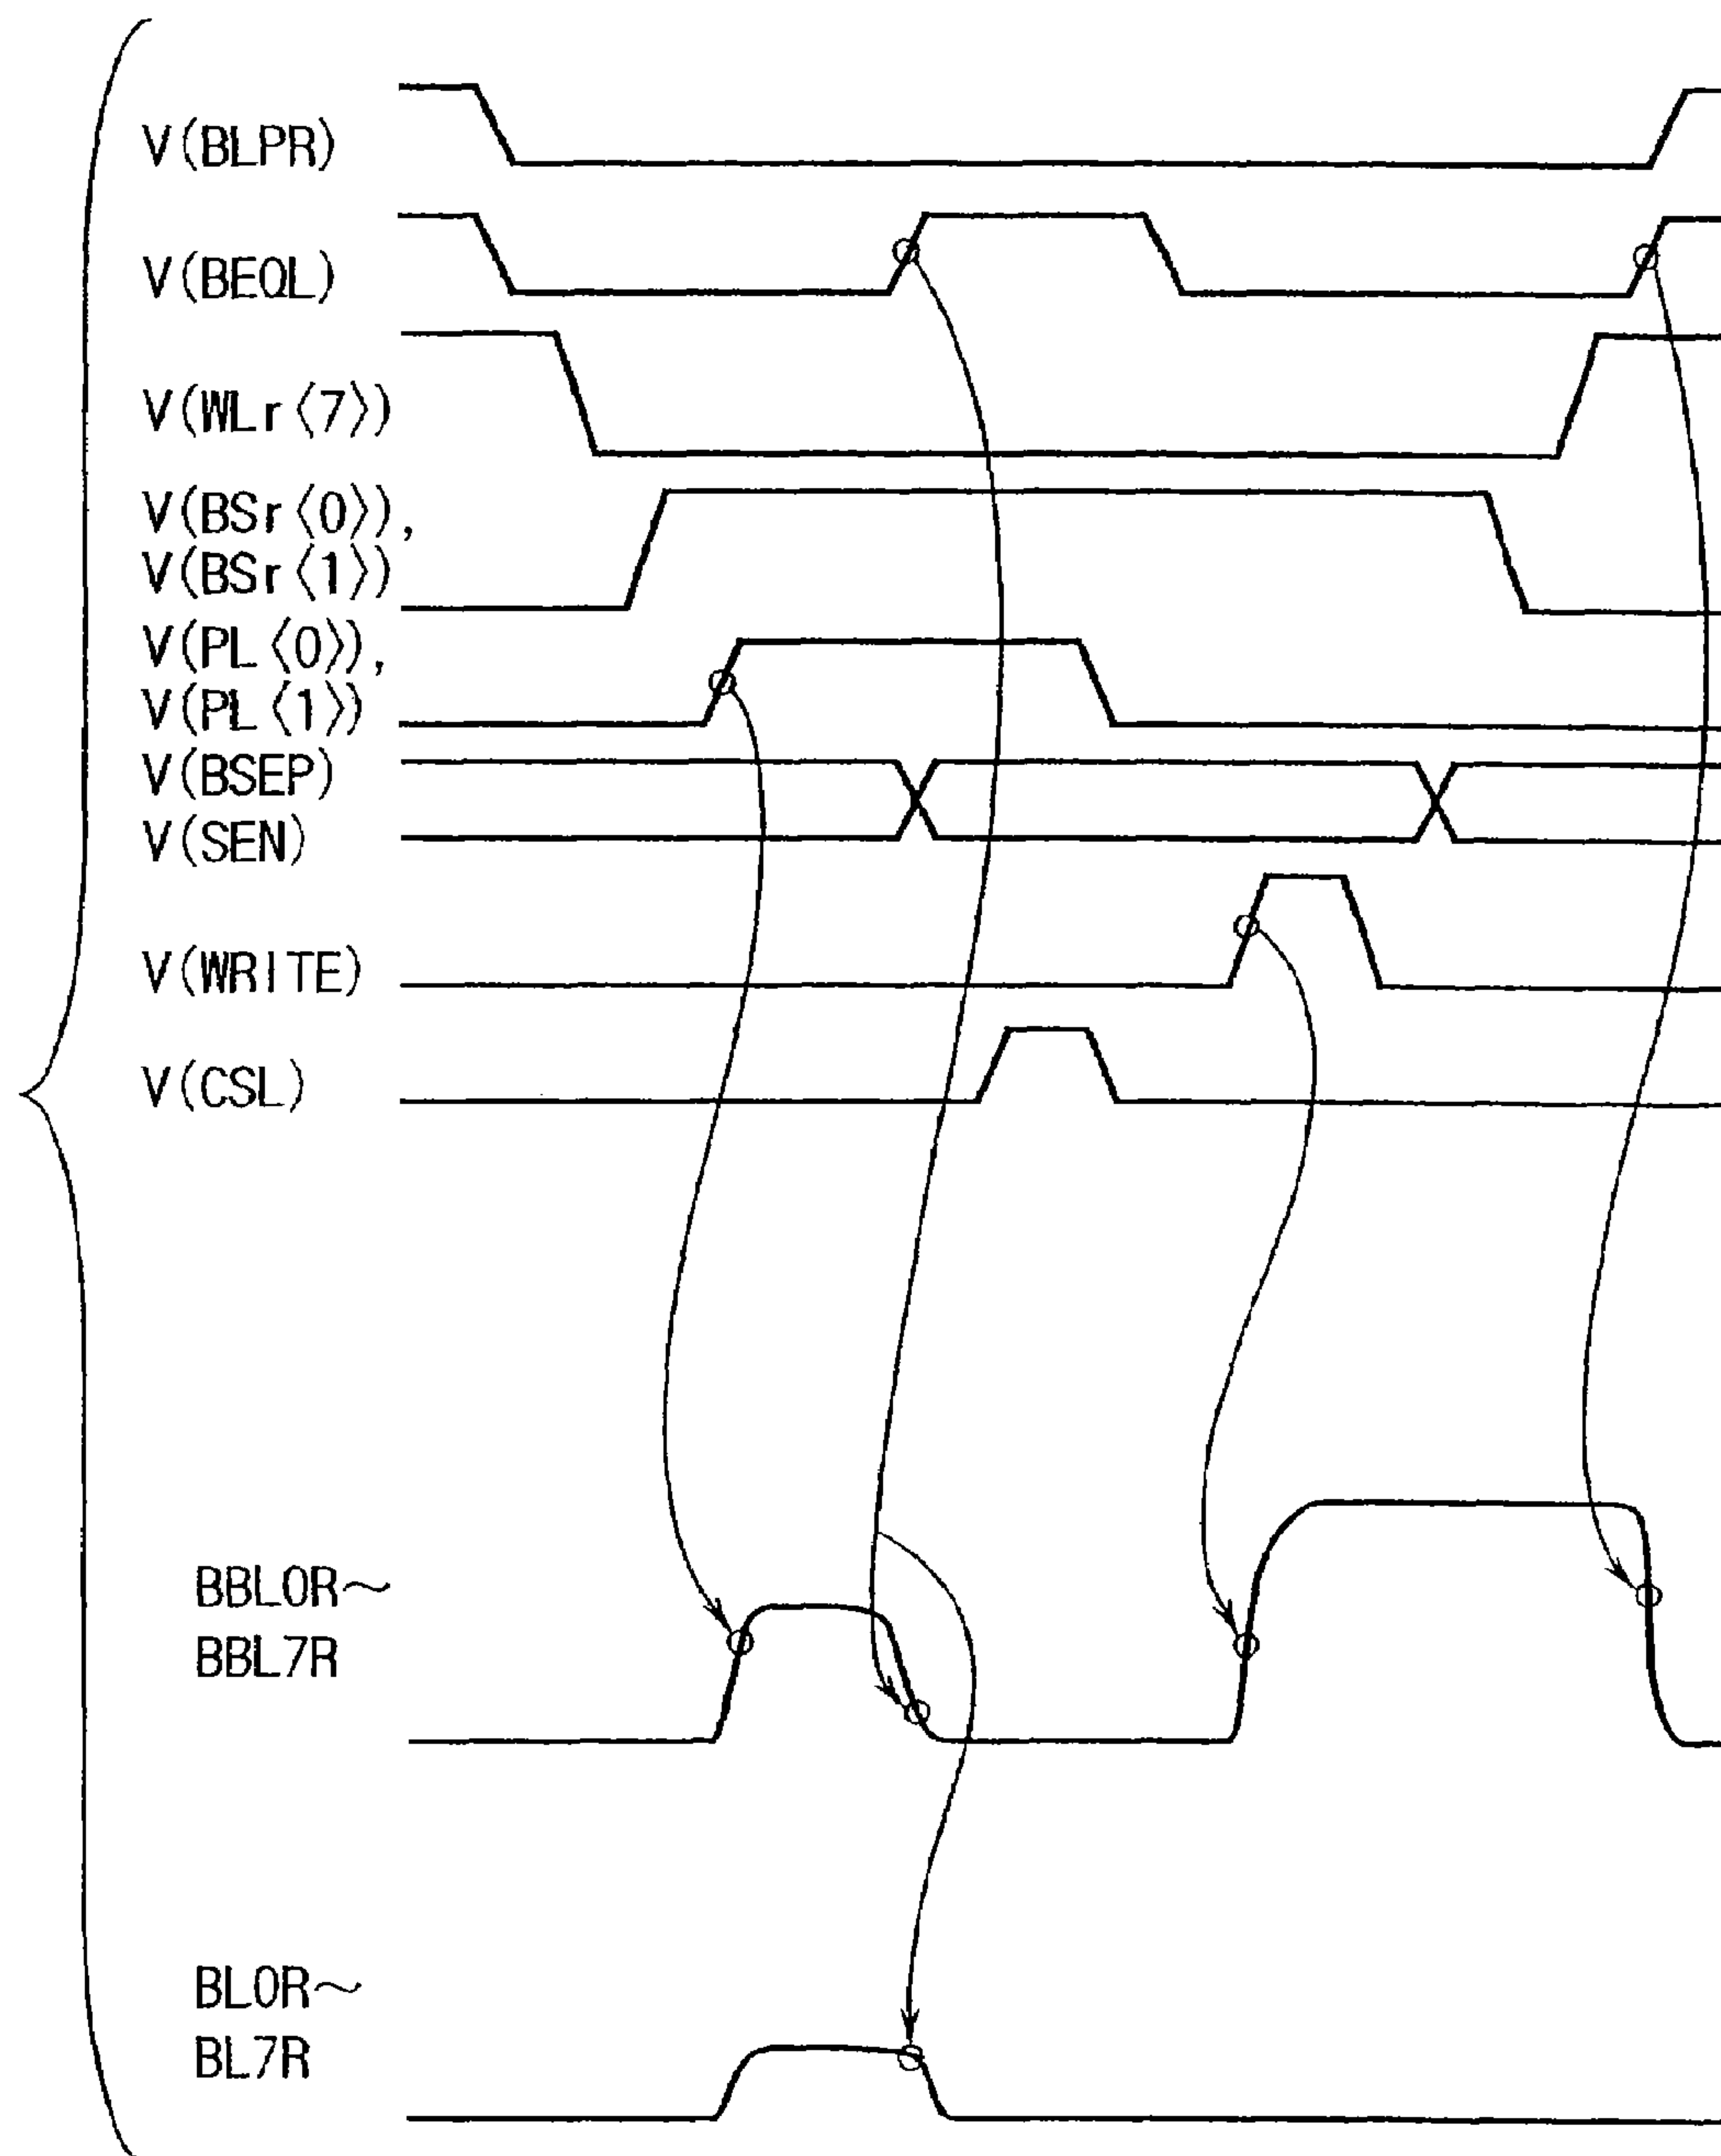 V(BLPR)
V(BEQL)
V(WLr⟨7⟩)
V(BSr⟨0⟩),
V(BSr⟨1⟩)
V(PL⟨0⟩),
V(PL⟨1⟩)
V(BSEP)
V(SEN)
V(WRITE)
V(CSL)
BBL0R~
BBL7R
BL0R~
BL7R